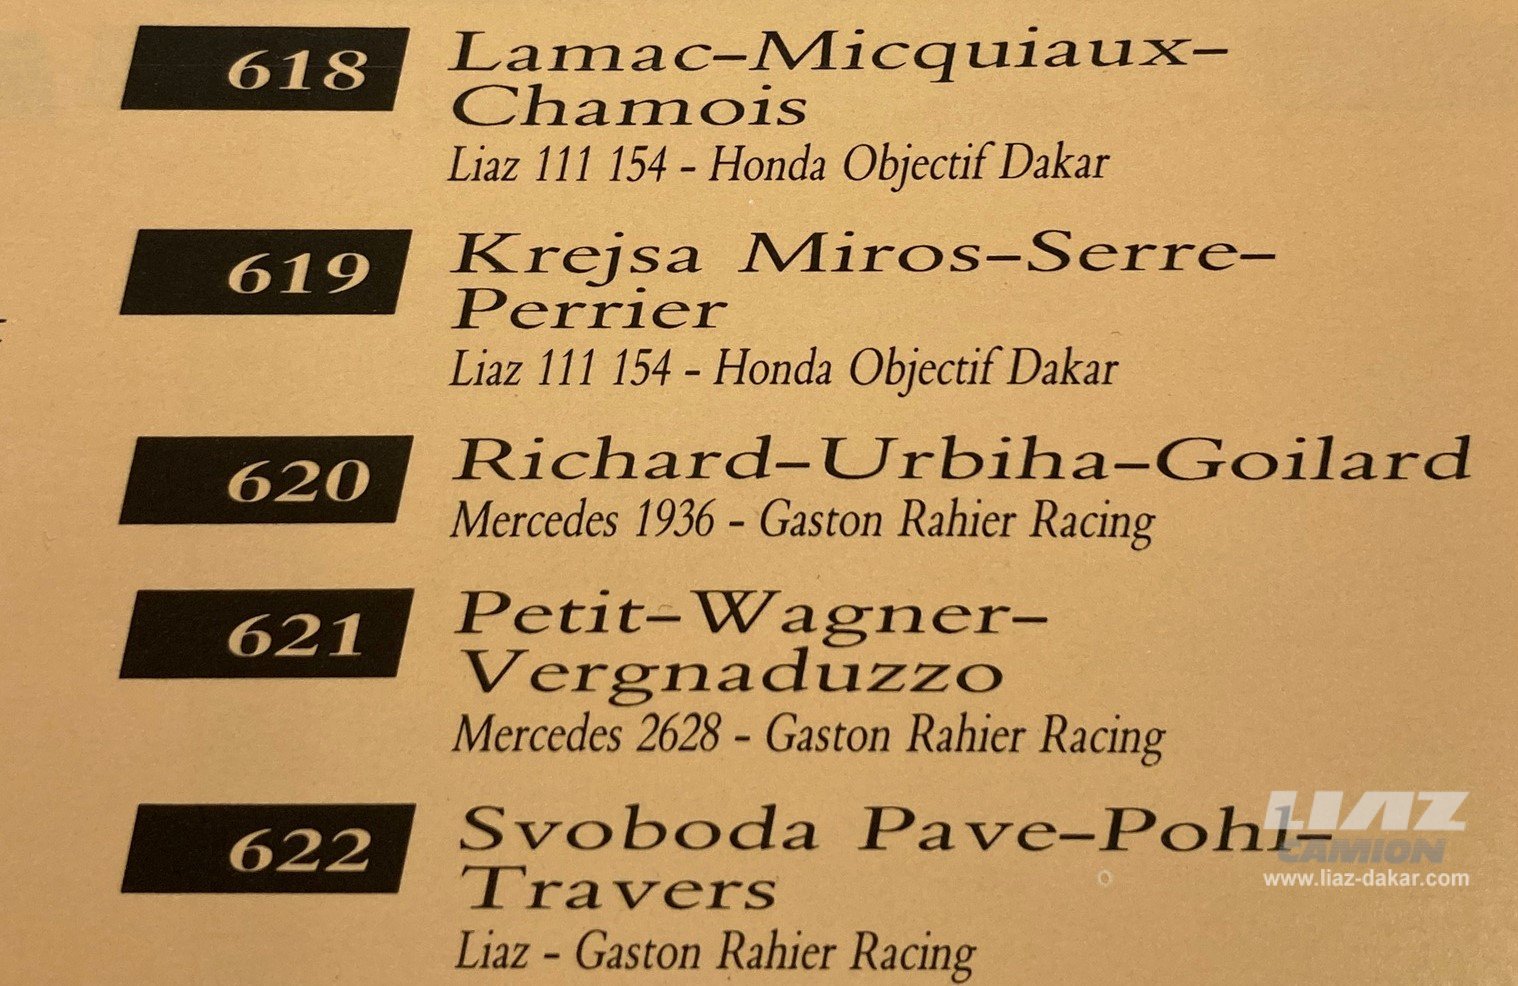 618
Lamac–Micquiaux–
Chamois
Liaz 111 154 - Honda Objectif Dakar
619
Krejsa Miros–Serre–
Perrier
Liaz 111 154 - Honda Objectif Dakar
620
Richard–Urbiha–Goilard
Mercedes 1936 - Gaston Rahier Racing
621
Petit–Wagner–
Vergnaduzzo
Mercedes 2628 - Gaston Rahier Racing
622
Svoboda Pave–Pohl–
Travers
Liaz - Gaston Rahier Racing
LIAZ
CAMION
www.liaz-dakar.com